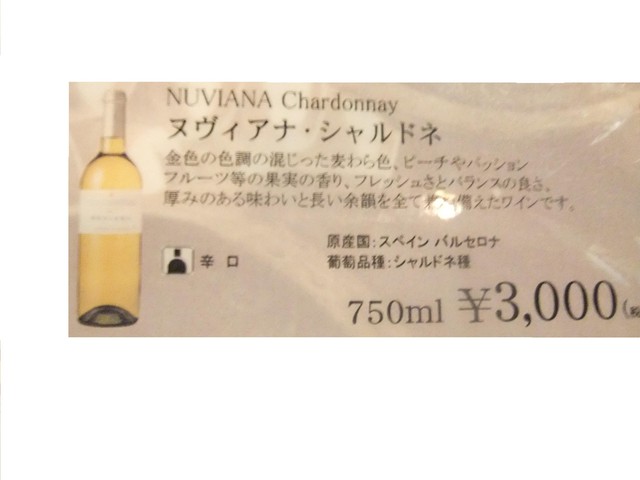 NUVIANA Chardonnay
ヌヴィアナ・シャルドネ
金色の色調の混じった麦わら色、ピーチやパッション
フルーツ等の果実の香り、フレッシュさとバランスの良さ。
厚みのある味わいと長い余韻を全て備えたワインです。
辛口
原産国:スペイン バルセロナ
葡萄品種:シャルドネ種
750ml ¥3,000(税